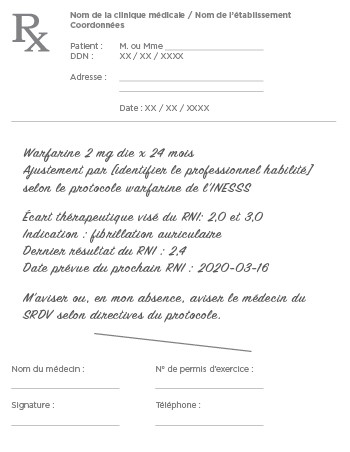 Rx
Nom de la clinique médicale / Nom de l'établissement
Coordonnées
Patient : M. ou Mme
DDN : XX / XX / XXXX
Adresse :
Date : XX / XX / XXXX
Warfarine 2 mg die x 24 mois
Ajustement par [identifier le professionnel habilité]
selon le protocole warfarine de l'INESSS
Écart thérapeutique visé du RNI: 2,0 et 3,0
Indication : fibrillation auriculaire
Dernier résultat du RNI : 2,4
Date prévue du prochain RNI : 2020-03-16
M'aviser ou, en mon absence, aviser le médecin du
SRDV selon directives du protocole.
Nom du médecin : N° de permis d'exercice :
Signature : Téléphone :